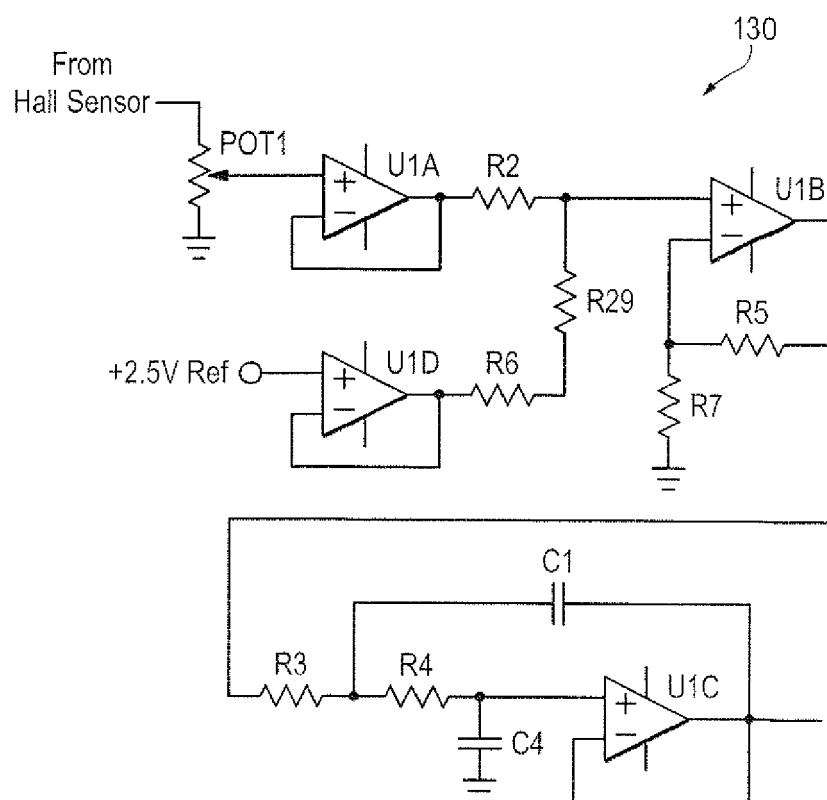 130
From
Hall Sensor
POT1
+
−
U1A
R2
+
−
U1B
R29
R5
+2.5V Ref
+
−
U1D
R6
R7
C1
R3
R4
+
−
U1C
C4